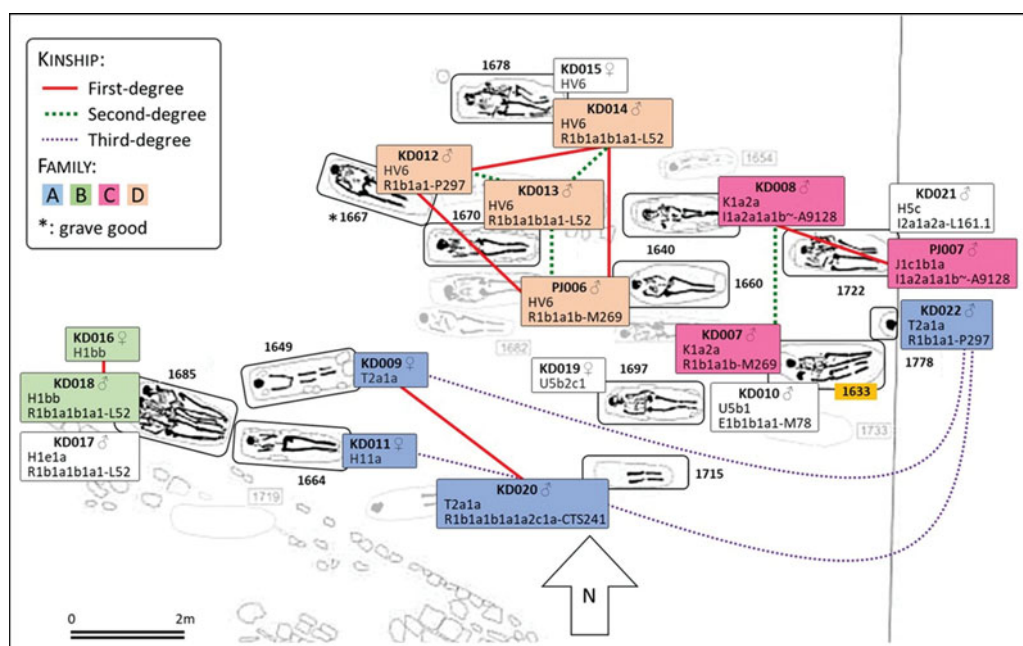 KINSHIP:
First-degree
Second-degree
Third-degree
FAMILY:
A B C D
*: grave good
1678
KD015 ♀
HV6
KD014 ♂
HV6
R1b1a1b1a1-L52
KD012 ♂
HV6
R1b1a1-P297
KD013 ♂
HV6
R1b1a1b1a1-L52
* 1667
1670
1654
KD008 ♂
K1a2a
I1a2a1a1b~-A9128
1640
KD021 ♂
H5c
I2a1a2a-L161.1
PJ007 ♂
J1c1b1a
I1a2a1a1b~-A9128
1722
PJ006 ♂
HV6
R1b1a1b-M269
1660
1682
KD007 ♂
K1a2a
R1b1a1b-M269
KD022 ♂
T2a1a
R1b1a1-P297
1778
KD016 ♀
H1bb
KD018 ♂
H1bb
R1b1a1b1a1-L52
KD017 ♂
H1e1a
R1b1a1b1a1-L52
1685
1649
KD009 ♀
T2a1a
KD019 ♀
U5b2c1
1697
KD010 ♂
U5b1
E1b1b1a1-M78
1633
1733
KD011 ♀
H11a
1664
1719
KD020 ♂
T2a1a
R1b1a1b1a1a2c1a-CTS241
1715
N
0 2m